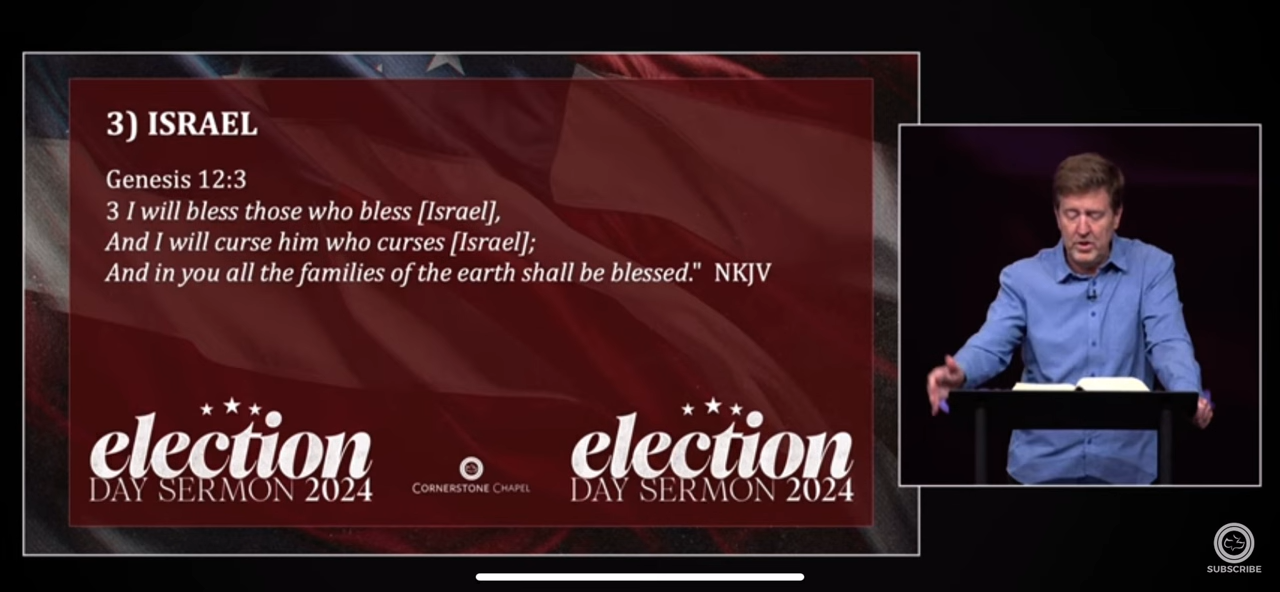 3) ISRAEL
Genesis 12:3
3 I will bless those who bless [Israel],
And I will curse him who curses [Israel];
And in you all the families of the earth shall be blessed." NKJV
election
DAY SERMON 2024
CORNERSTONE CHAPEL
election
DAY SERMON 2024
SUBSCRIBE